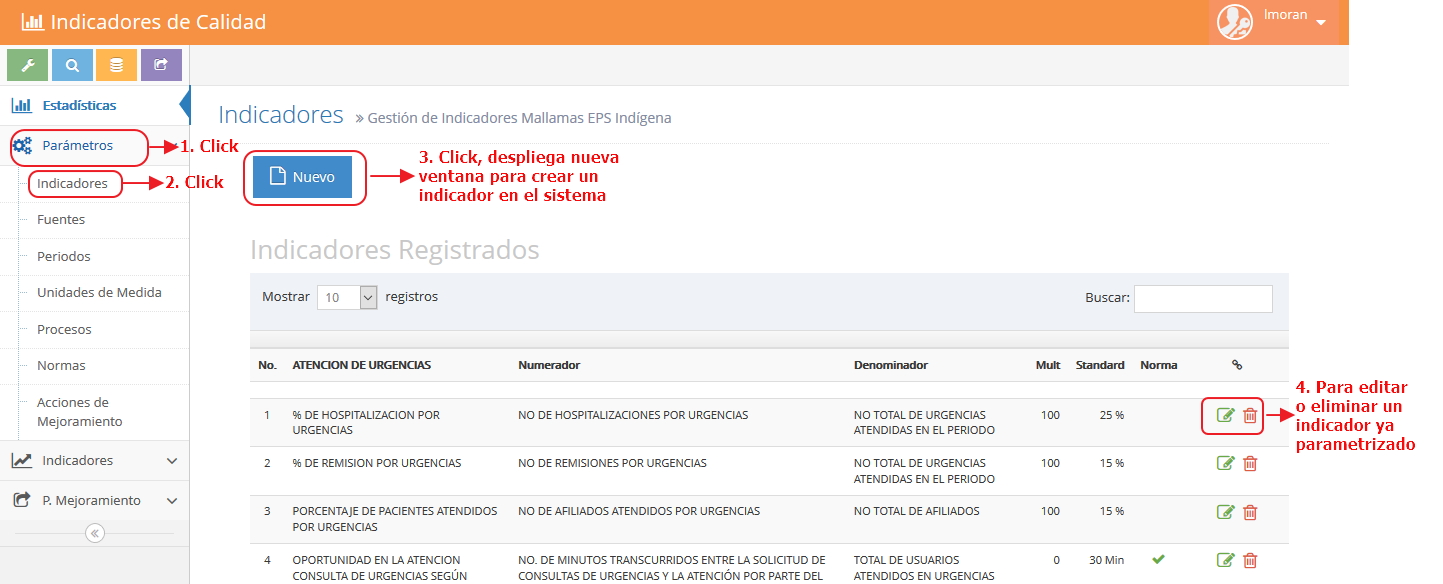 Indicadores de Calidad
lmoran
Estadísticas
Indicadores » Gestión de Indicadores Mallamas EPS Indígena
Parámetros
1. Click
Indicadores
2. Click
Nuevo
3. Click, despliega nueva
ventana para crear un
indicador en el sistema
Fuentes
Periodos
Unidades de Medida
Procesos
Normas
Acciones de
Mejoramiento
Indicadores
P. Mejoramiento
Indicadores Registrados
Mostrar 10 registros
Buscar:
No. ATENCION DE URGENCIAS Numerador Denominador Mult Standard Norma
1 % DE HOSPITALIZACION POR NO DE HOSPITALIZACIONES POR URGENCIAS NO TOTAL DE URGENCIAS 100 25 %
URGENCIAS ATENDIDAS EN EL PERIODO
4. Para editar
o eliminar un
indicador ya
parametrizado
2 % DE REMISION POR URGENCIAS NO DE REMISIONES POR URGENCIAS NO TOTAL DE URGENCIAS 100 15 %
ATENDIDAS EN EL PERIODO
3 PORCENTAJE DE PACIENTES ATENDIDOS NO DE AFILIADOS ATENDIDOS POR URGENCIAS NO TOTAL DE AFILIADOS 100 15 %
POR URGENCIAS
4 OPORTUNIDAD EN LA ATENCION NO. DE MINUTOS TRANSCURRIDOS ENTRE LA SOLICITUD DE TOTAL DE USUARIOS 0 30 Min
CONSULTA DE URGENCIAS SEGÚN CONSULTAS DE URGENCIAS Y LA ATENCIÓN POR PARTE DEL ATENDIDOS EN URGENCIAS